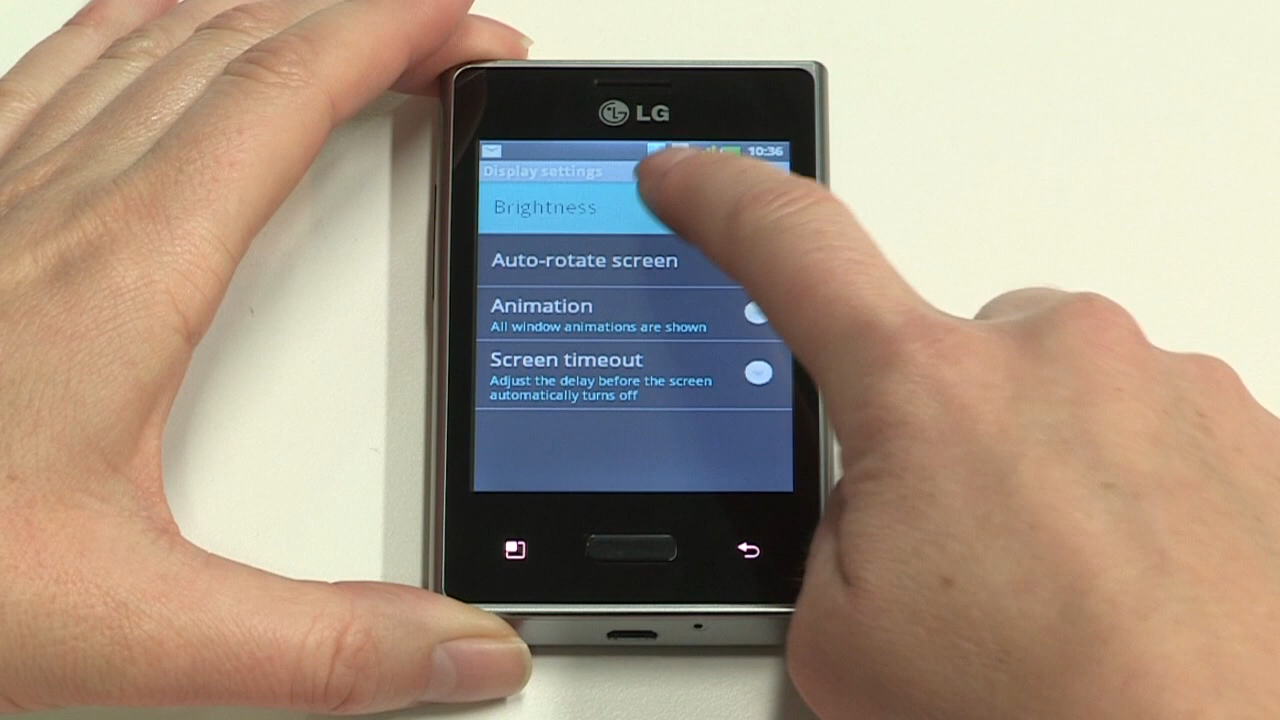 LG
10:36
Display settings
Brightness
Auto-rotate screen
Animation
All window animations are shown
Screen timeout
Adjust the delay before the screen
automatically turns off